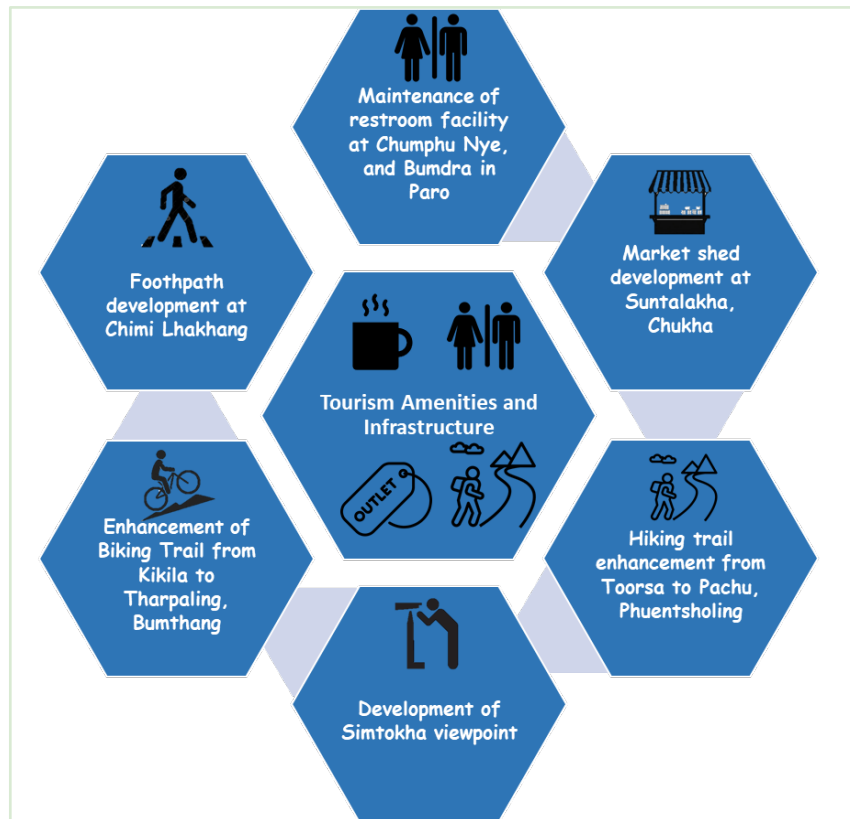 Maintenance of
restroom facility
at Chumphu Nye,
and Bumdra in
Paro
Market shed
development at
Suntalakha,
Chukha
Foothpath
development at
Chimi Lhakhang
Tourism Amenities and
Infrastructure
OUTLET
Enhancement of
Biking Trail from
Kikila to
Tharpaling,
Bumthang
Hiking trail
enhancement from
Toorsa to Pachu,
Phuentsholing
Development of
Simtokha viewpoint